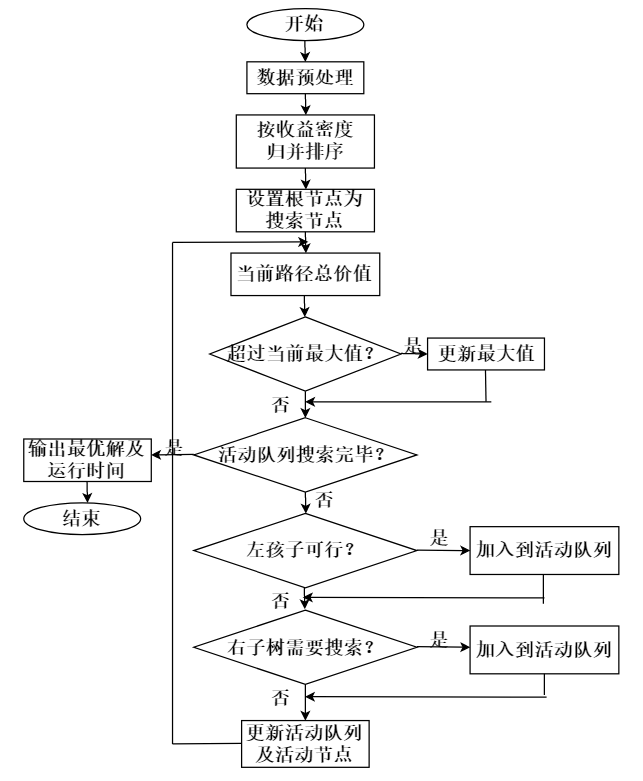 开始
数据预处理
按收益密度
归并排序
设置根节点为
搜索节点
当前路径总价值
超过当前最大值？
是
更新最大值
否
活动队列搜索完毕？
是
输出最优解及
运行时间
结束
否
左孩子可行？
是
加入到活动队列
否
右子树需要搜索？
是
加入到活动队列
否
更新活动队列
及活动节点